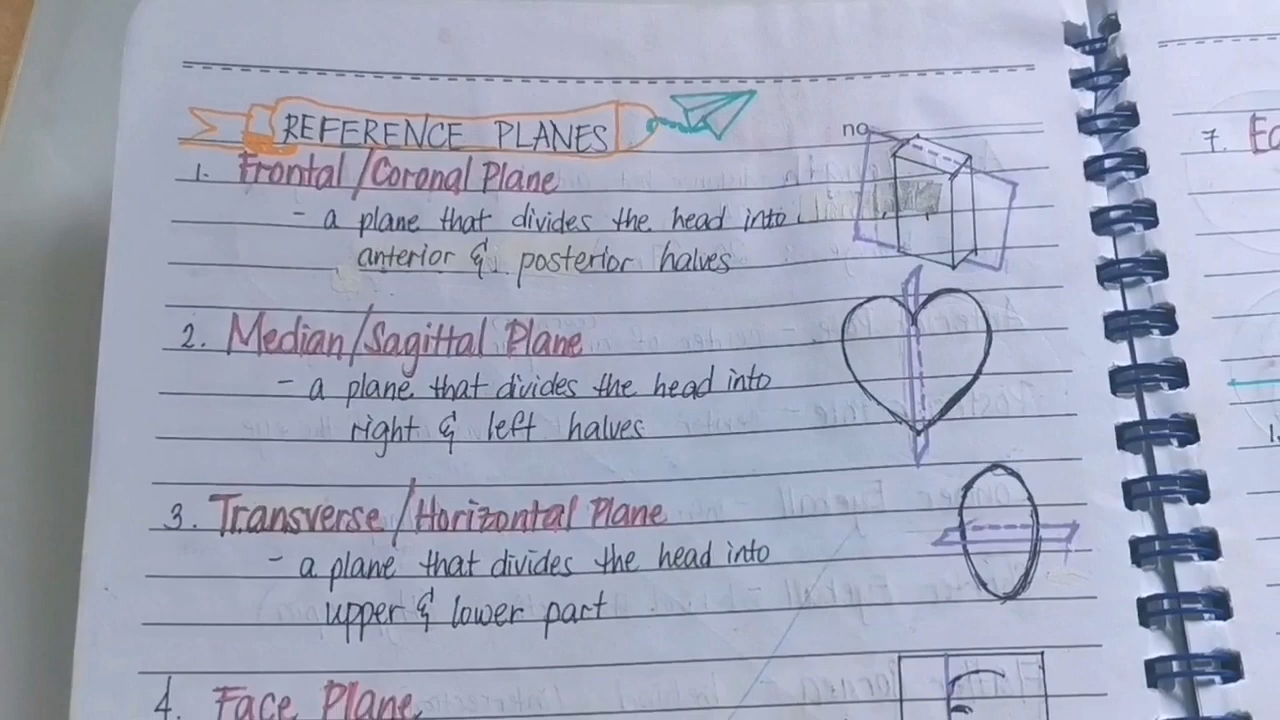 REFERENCE PLANES
no
1. Frontal/Coronal Plane
- a plane that divides the head into
anterior & posterior halves
2. Median/Sagittal Plane
- a plane that divides the head into
right & left halves
3. Transverse/Horizontal Plane
- a plane that divides the head into
upper & lower part
4. Face Plane
7.